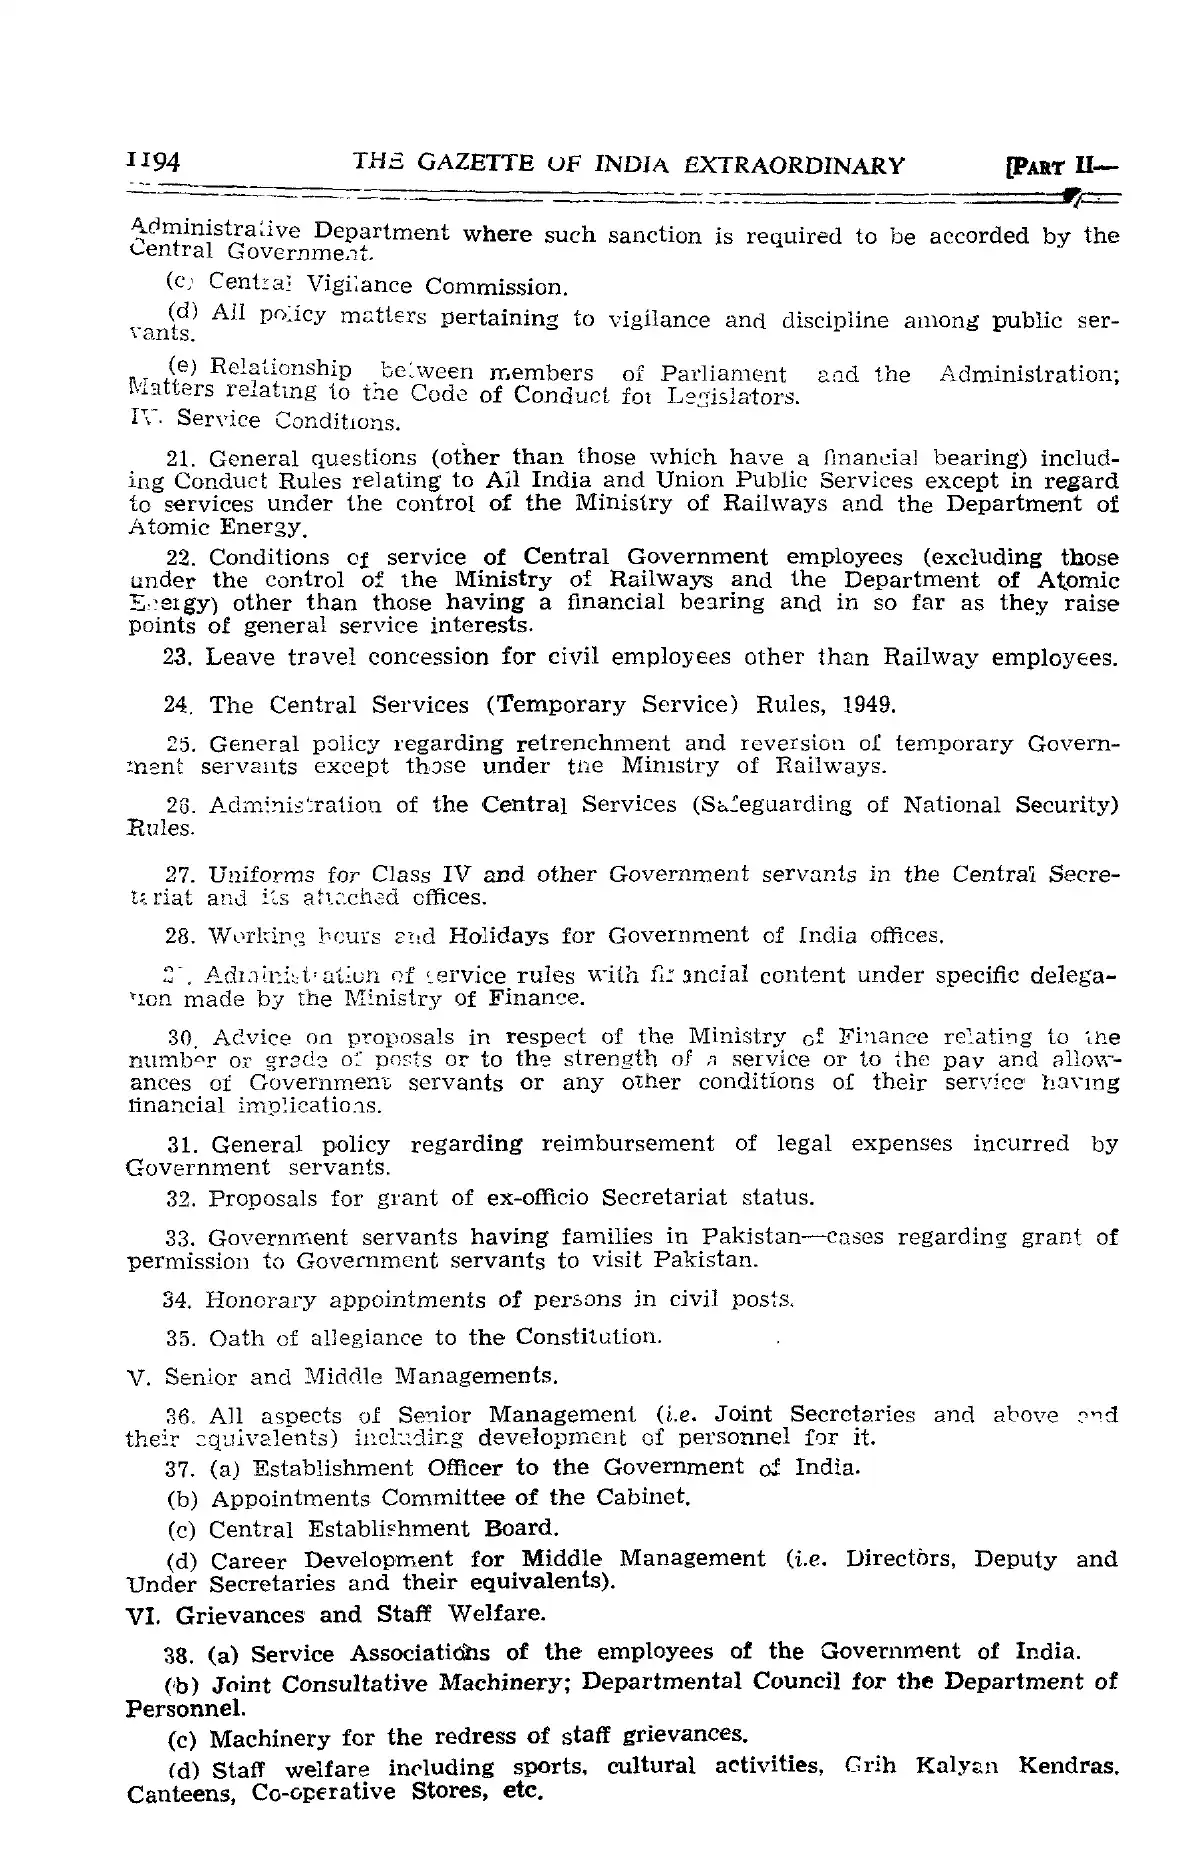 1194 THE GAZETTE OF INDIA EXTRAORDINARY [PART II—
Administrative Department where such sanction is required to be accorded by the
Central Government.
(c) Central Vigilance Commission.
(d) All policy matters pertaining to vigilance and discipline among public ser-
vants.
(e) Relationship between members of Parliament and the Administration;
Matters relating to the Code of Conduct for Legislators.
IV. Service Conditions.
21. General questions (other than those which have a financial bearing) includ-
ing Conduct Rules relating to All India and Union Public Services except in regard
to services under the control of the Ministry of Railways and the Department of
Atomic Energy.
22. Conditions of service of Central Government employees (excluding those
under the control of the Ministry of Railways and the Department of Atomic
Energy) other than those having a financial bearing and in so far as they raise
points of general service interests.
23. Leave travel concession for civil employees other than Railway employees.
24. The Central Services (Temporary Service) Rules, 1949.
25. General policy regarding retrenchment and reversion of temporary Govern-
ment servants except those under the Ministry of Railways.
26. Administration of the Central Services (Safeguarding of National Security)
Rules.
27. Uniforms for Class IV and other Government servants in the Central Secre-
tariat and its attached offices.
28. Working hours and Holidays for Government of India offices.
29. Administration of service rules with financial content under specific delega-
tion made by the Ministry of Finance.
30. Advice on proposals in respect of the Ministry of Finance relating to the
number or grade of posts or to the strength of a service or to the pay and allow-
ances of Government servants or any other conditions of their service having
financial implications.
31. General policy regarding reimbursement of legal expenses incurred by
Government servants.
32. Proposals for grant of ex-officio Secretariat status.
33. Government servants having families in Pakistan—cases regarding grant of
permission to Government servants to visit Pakistan.
34. Honorary appointments of persons in civil posts.
35. Oath of allegiance to the Constitution.
V. Senior and Middle Managements.
36. All aspects of Senior Management (i.e. Joint Secretaries and above and
their equivalents) including development of personnel for it.
37. (a) Establishment Officer to the Government of India.
(b) Appointments Committee of the Cabinet.
(c) Central Establishment Board.
(d) Career Development for Middle Management (i.e. Directors, Deputy and
Under Secretaries and their equivalents).
VI. Grievances and Staff Welfare.
38. (a) Service Associations of the employees of the Government of India.
(b) Joint Consultative Machinery; Departmental Council for the Department of
Personnel.
(c) Machinery for the redress of staff grievances.
(d) Staff welfare including sports, cultural activities, Grih Kalyan Kendras,
Canteens, Co-operative Stores, etc.